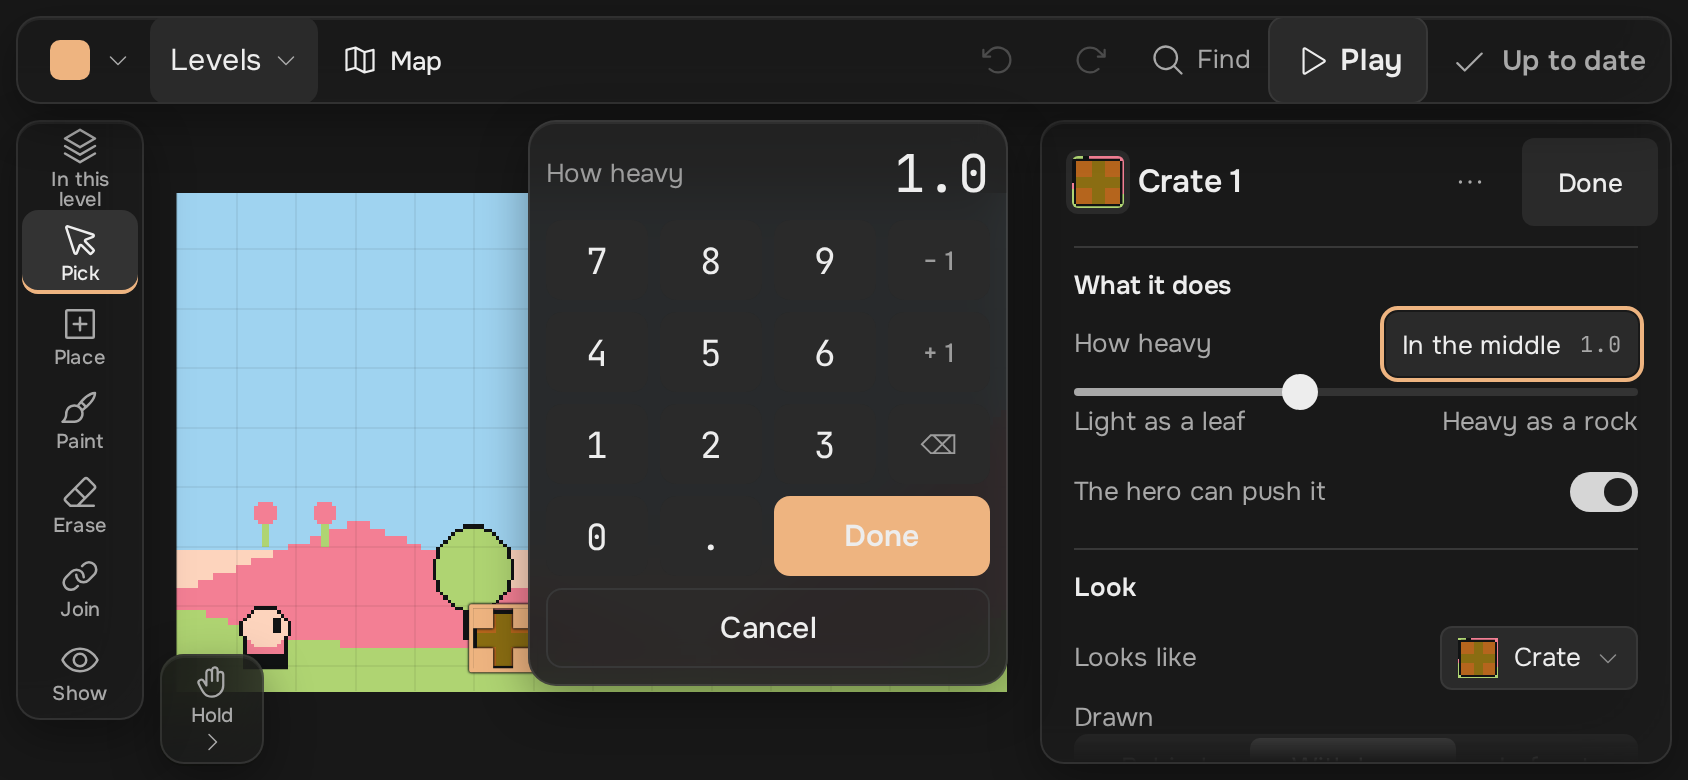 Levels
Map
Find
Play
Up to date
In this
level
Pick
Place
Paint
Erase
Join
Show
Hold
How heavy
1.0
7 8 9 - 1
4 5 6 + 1
1 2 3
0 . Done
Cancel
Crate 1
...
Done
What it does
How heavy
In the middle 1.0
Light as a leaf
Heavy as a rock
The hero can push it
Look
Looks like
Crate
Drawn